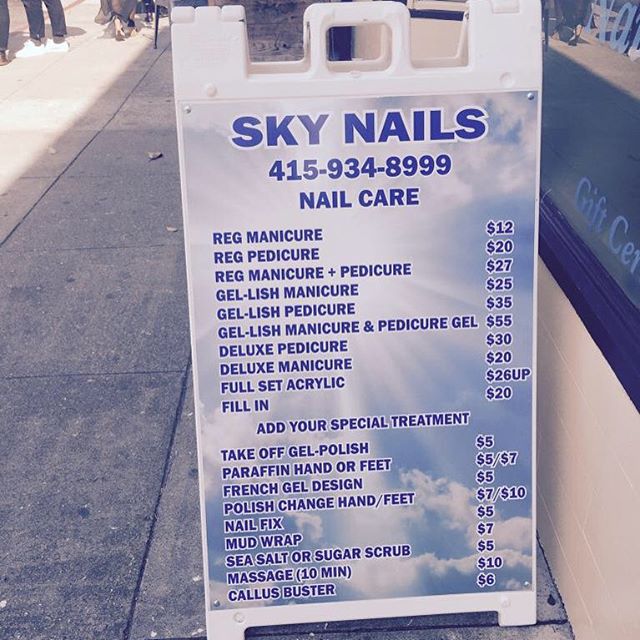 SKY NAILS
415-934-8999
NAIL CARE
REG MANICURE $12
REG PEDICURE $20
REG MANICURE + PEDICURE $27
GEL-LISH MANICURE $25
GEL-LISH PEDICURE $35
GEL-LISH MANICURE & PEDICURE GEL $55
DELUXE PEDICURE $30
DELUXE MANICURE $20
FULL SET ACRYLIC $26UP
FILL IN $20
ADD YOUR SPECIAL TREATMENT
TAKE OFF GEL-POLISH $5
PARAFFIN HAND OR FEET $5/$7
FRENCH GEL DESIGN $5
POLISH CHANGE HAND/FEET $7/$10
NAIL FIX $5
MUD WRAP $7
SEA SALT OR SUGAR SCRUB $5
MASSAGE (10 MIN) $10
CALLUS BUSTER $6
Gift Cer